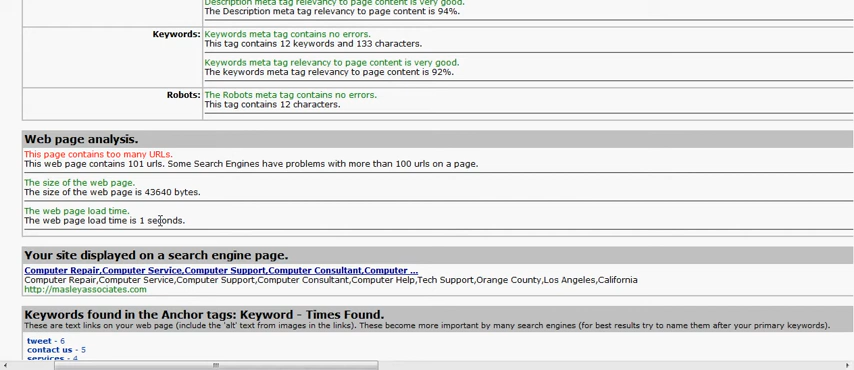 Description meta tag relevancy to page content is very good.
The Description meta tag relevancy to page content is 94%.
Keywords: Keywords meta tag contains no errors.
This tag contains 12 keywords and 133 characters.
Keywords meta tag relevancy to page content is very good.
The keywords meta tag relevancy to page content is 92%.
Robots: The Robots meta tag contains no errors.
This tag contains 12 characters.
Web page analysis.
This page contains too many URLs.
This web page contains 101 urls. Some Search Engines have problems with more than 100 urls on a page.
The size of the web page.
The size of the web page is 43640 bytes.
The web page load time.
The web page load time is 1 seconds.
Your site displayed on a search engine page.
Computer Repair,Computer Service,Computer Support,Computer Consultant,Computer ...
Computer Repair,Computer Service,Computer Support,Computer Consultant,Computer Help,Tech Support,Orange County,Los Angeles,California
http://masleyassociates.com
Keywords found in the Anchor tags: Keyword - Times Found.
These are text links on your web page (include the 'alt' text from images in the links). These become more important by many search engines (for best results try to name them after your primary keywords).
tweet - 6
contact us - 5
services - 4